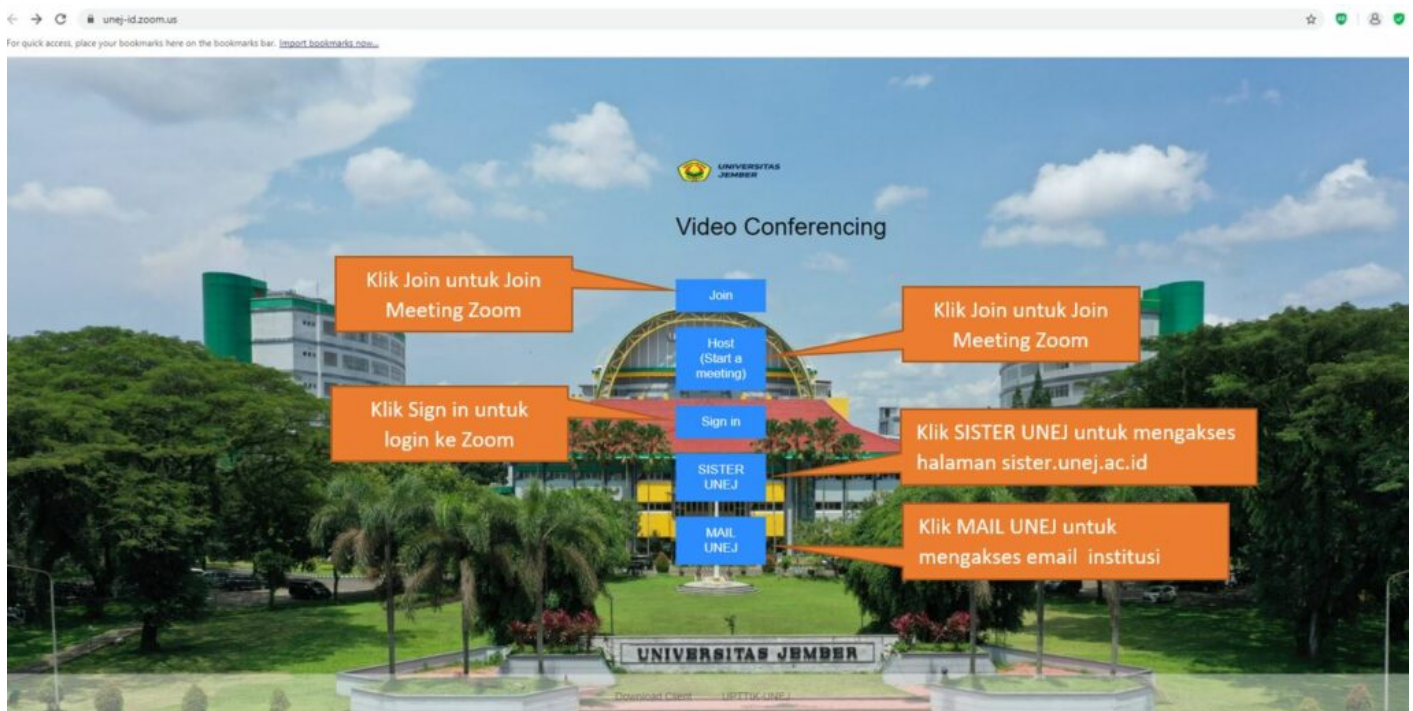 unej-id.zoom.us
For quick access, place your bookmarks here on the bookmarks bar. Import bookmarks now...
UNIVERSITAS
JEMBER
Video Conferencing
Klik Join untuk Join
Meeting Zoom
Join
Klik Join untuk Join
Meeting Zoom
Host
(Start a
meeting)
Klik Sign in untuk
login ke Zoom
Sign in
Klik SISTER UNEJ untuk mengakses
halaman sister.unej.ac.id
SISTER
UNEJ
MAIL
UNEJ
Klik MAIL UNEJ untuk
mengakses email institusi
UNIVERSITAS JEMBER
Download Client
UPTTIK-UNEJ